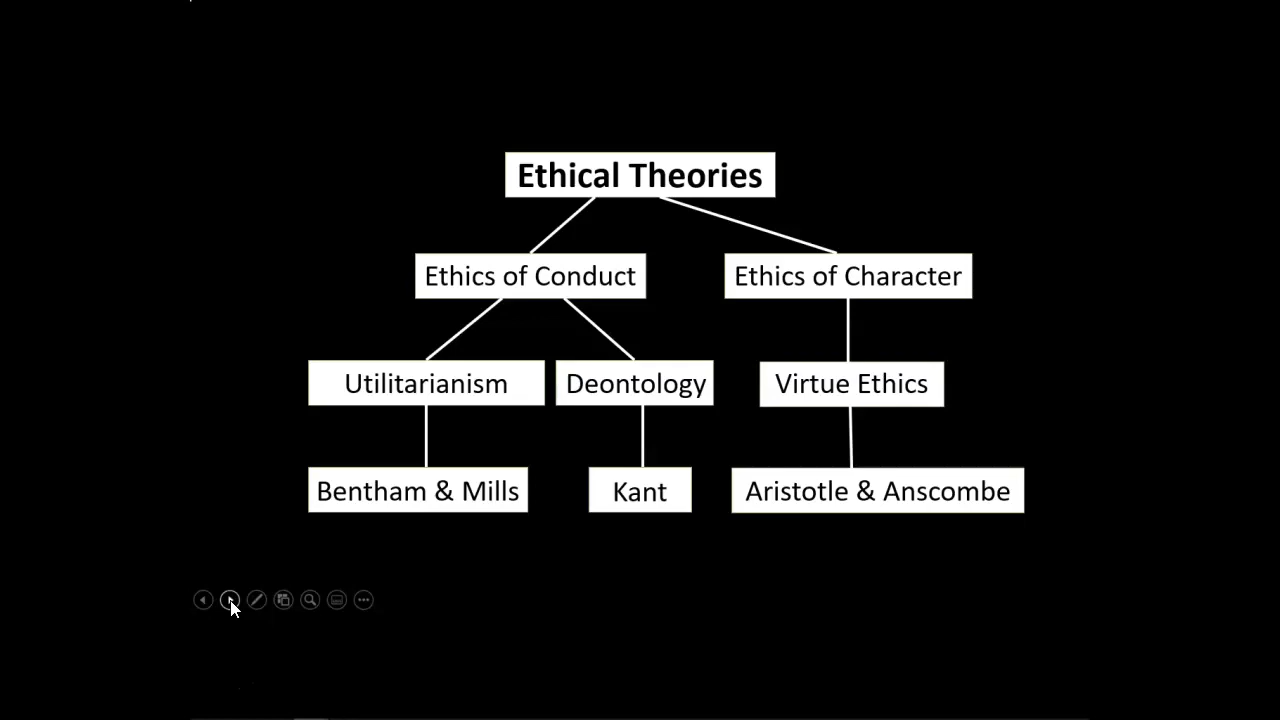 Ethical Theories
Ethics of Conduct
Ethics of Character
Utilitarianism
Deontology
Virtue Ethics
Bentham & Mills
Kant
Aristotle & Anscombe